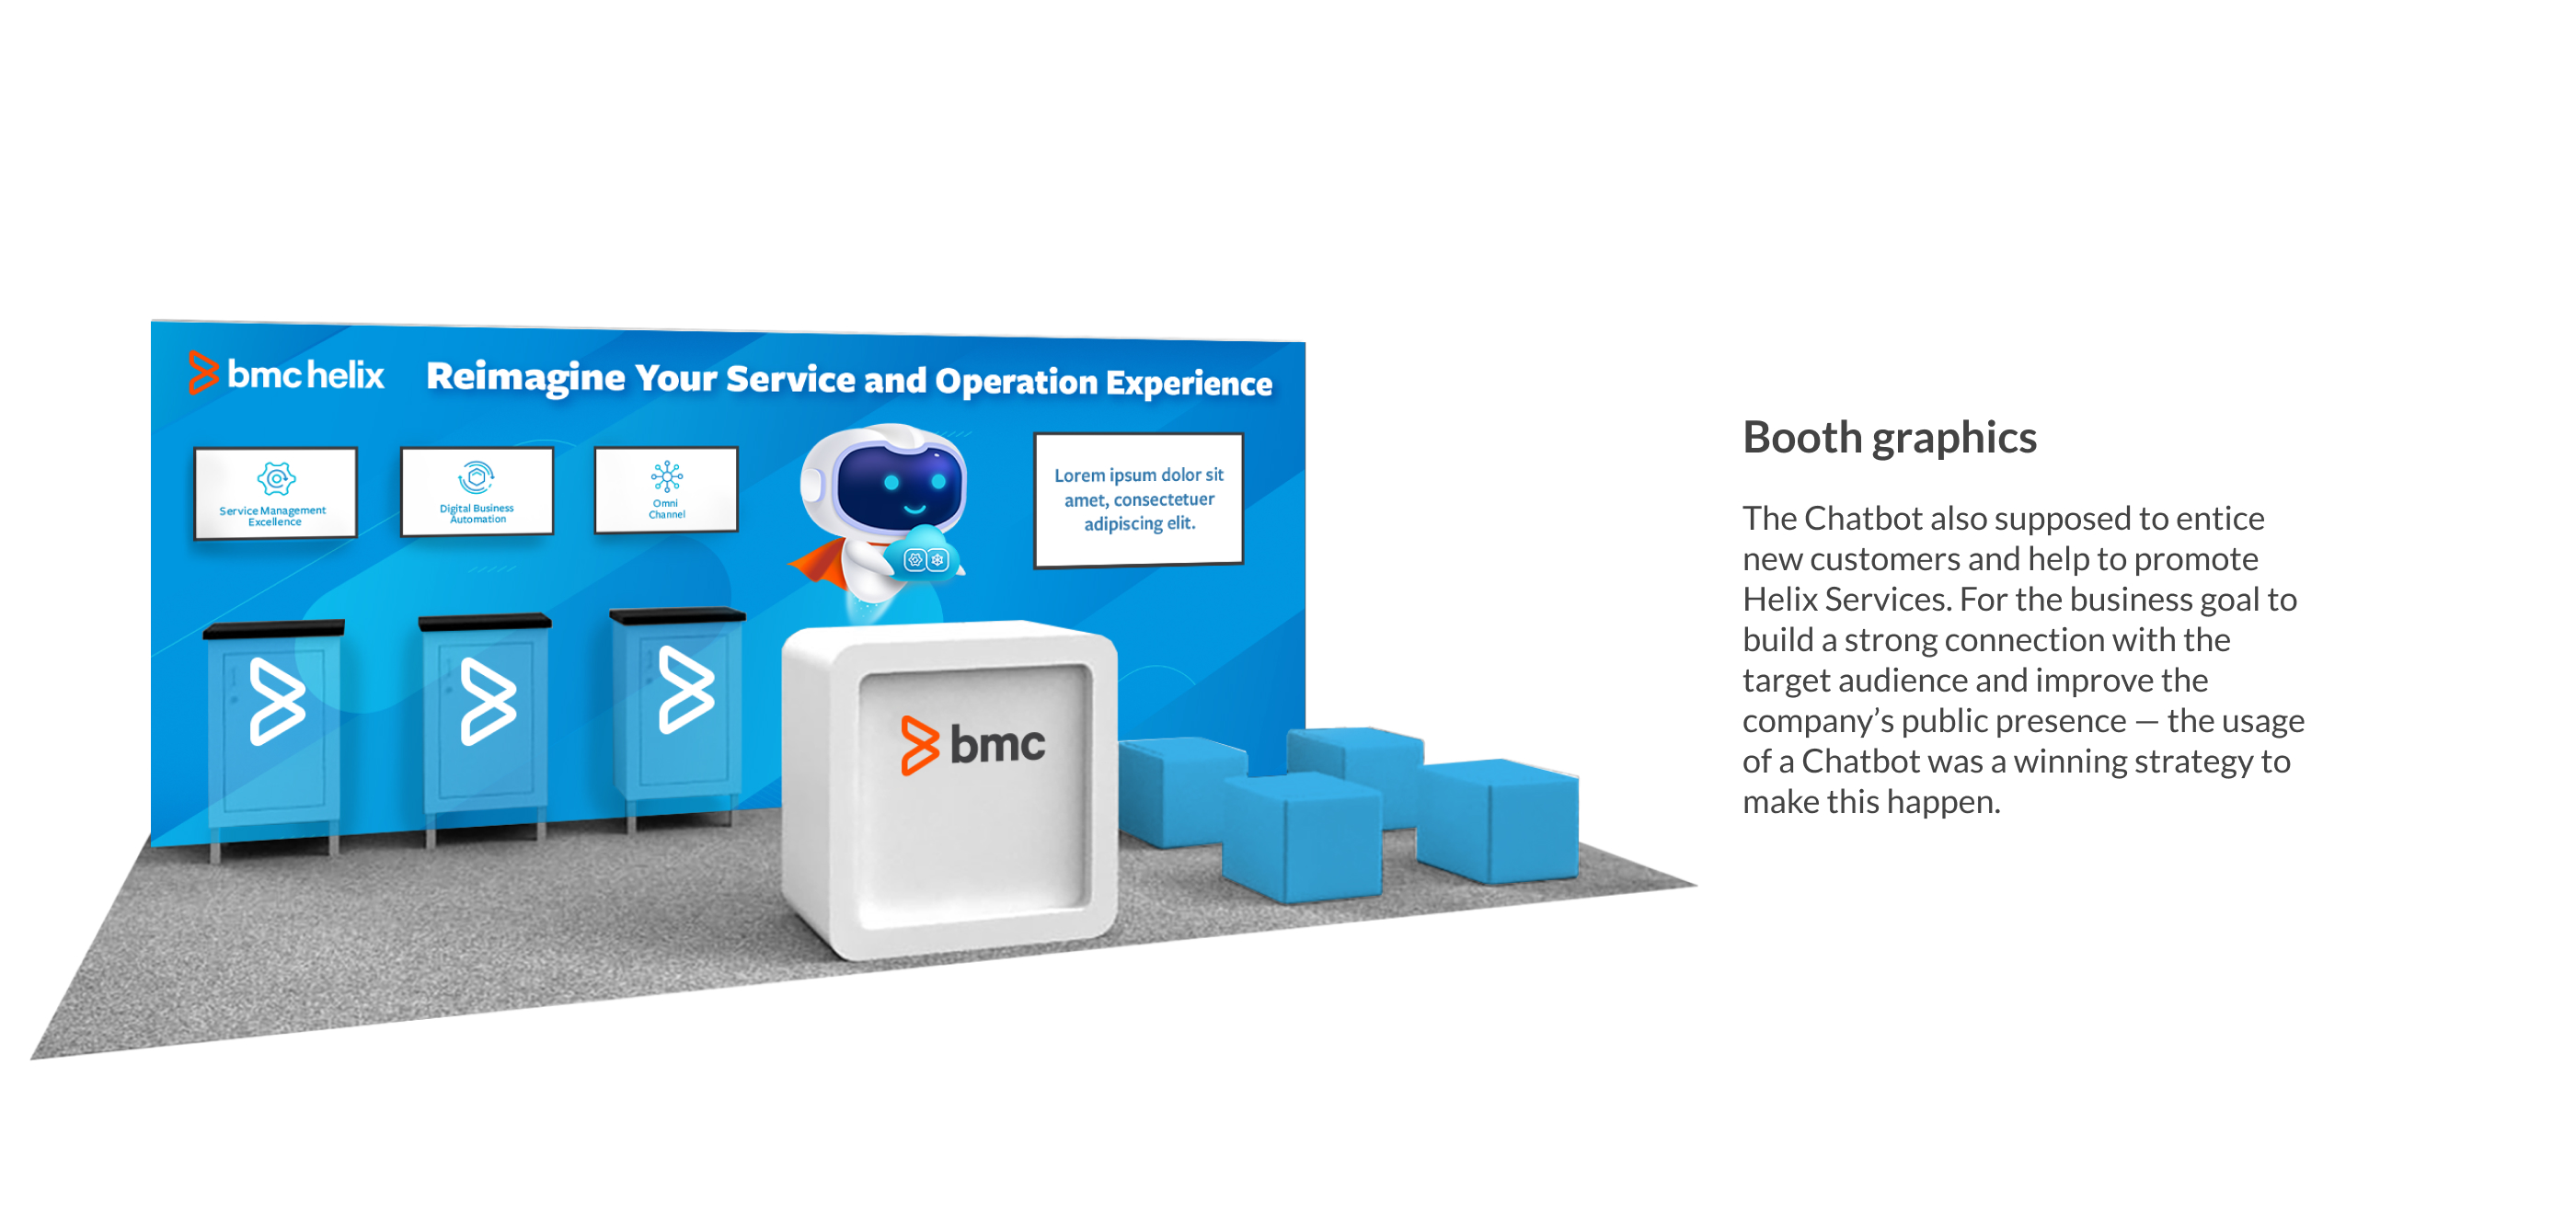 bmc helix
Reimagine Your Service and Operation Experience
Service Management
Excellence
Digital Business
Automation
Omni
Channel
Lorem ipsum dolor sit
amet, consectetuer
adipiscing elit.
bmc
Booth graphics
The Chatbot also supposed to entice
new customers and help to promote
Helix Services. For the business goal to
build a strong connection with the
target audience and improve the
company’s public presence — the usage
of a Chatbot was a winning strategy to
make this happen.